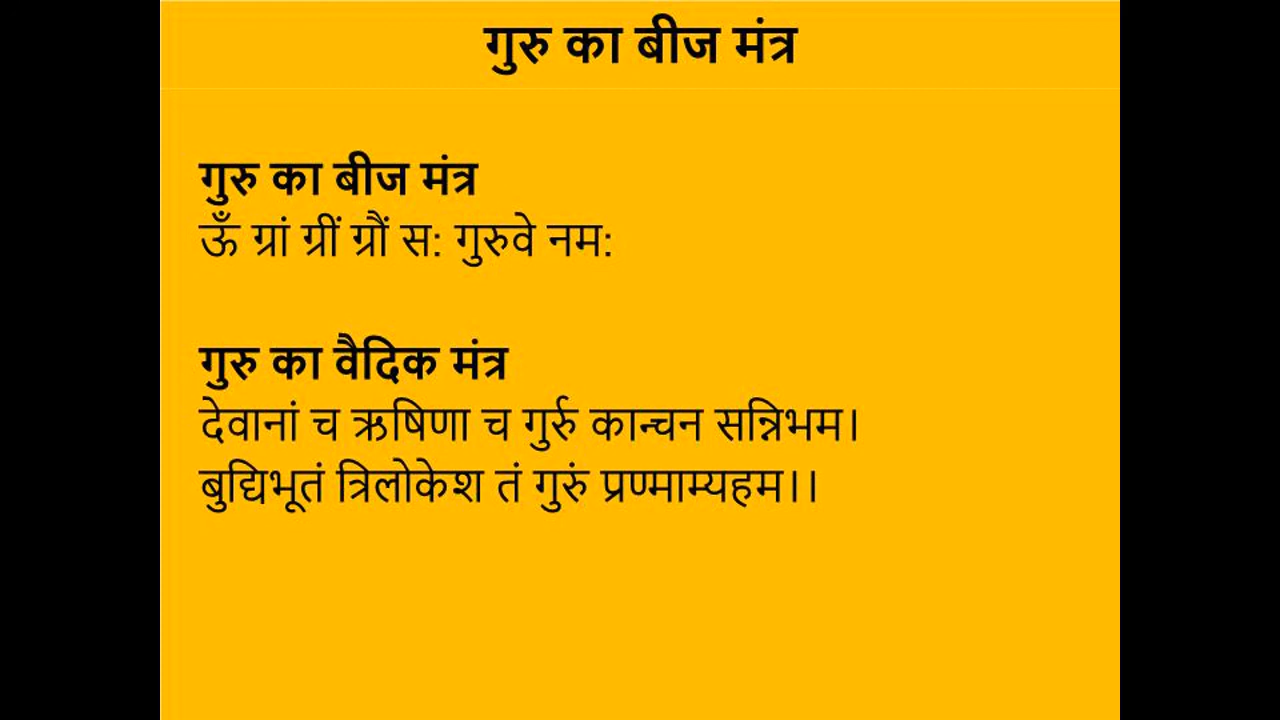 गुरु का बीज मंत्र
गुरु का बीज मंत्र
ऊँ ग्रां ग्रीं ग्रौं स: गुरुवे नम:
गुरु का वैदिक मंत्र
देवानां च ऋषिणा च गुर्रु कान्चन सन्निभम।
बुद्यिभूतं त्रिलोकेश तं गुरुं प्रण्माम्यहम।।